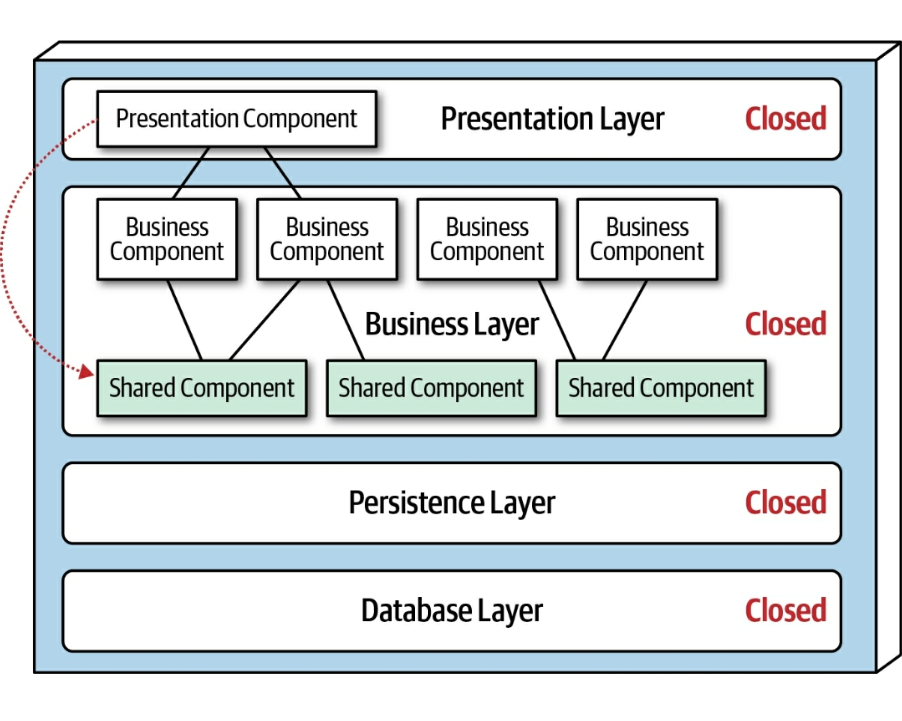 Presentation Component
Presentation Layer
Closed
Business
Component
Business
Component
Business
Component
Business
Component
Business Layer
Closed
Shared Component
Shared Component
Shared Component
Persistence Layer
Closed
Database Layer
Closed